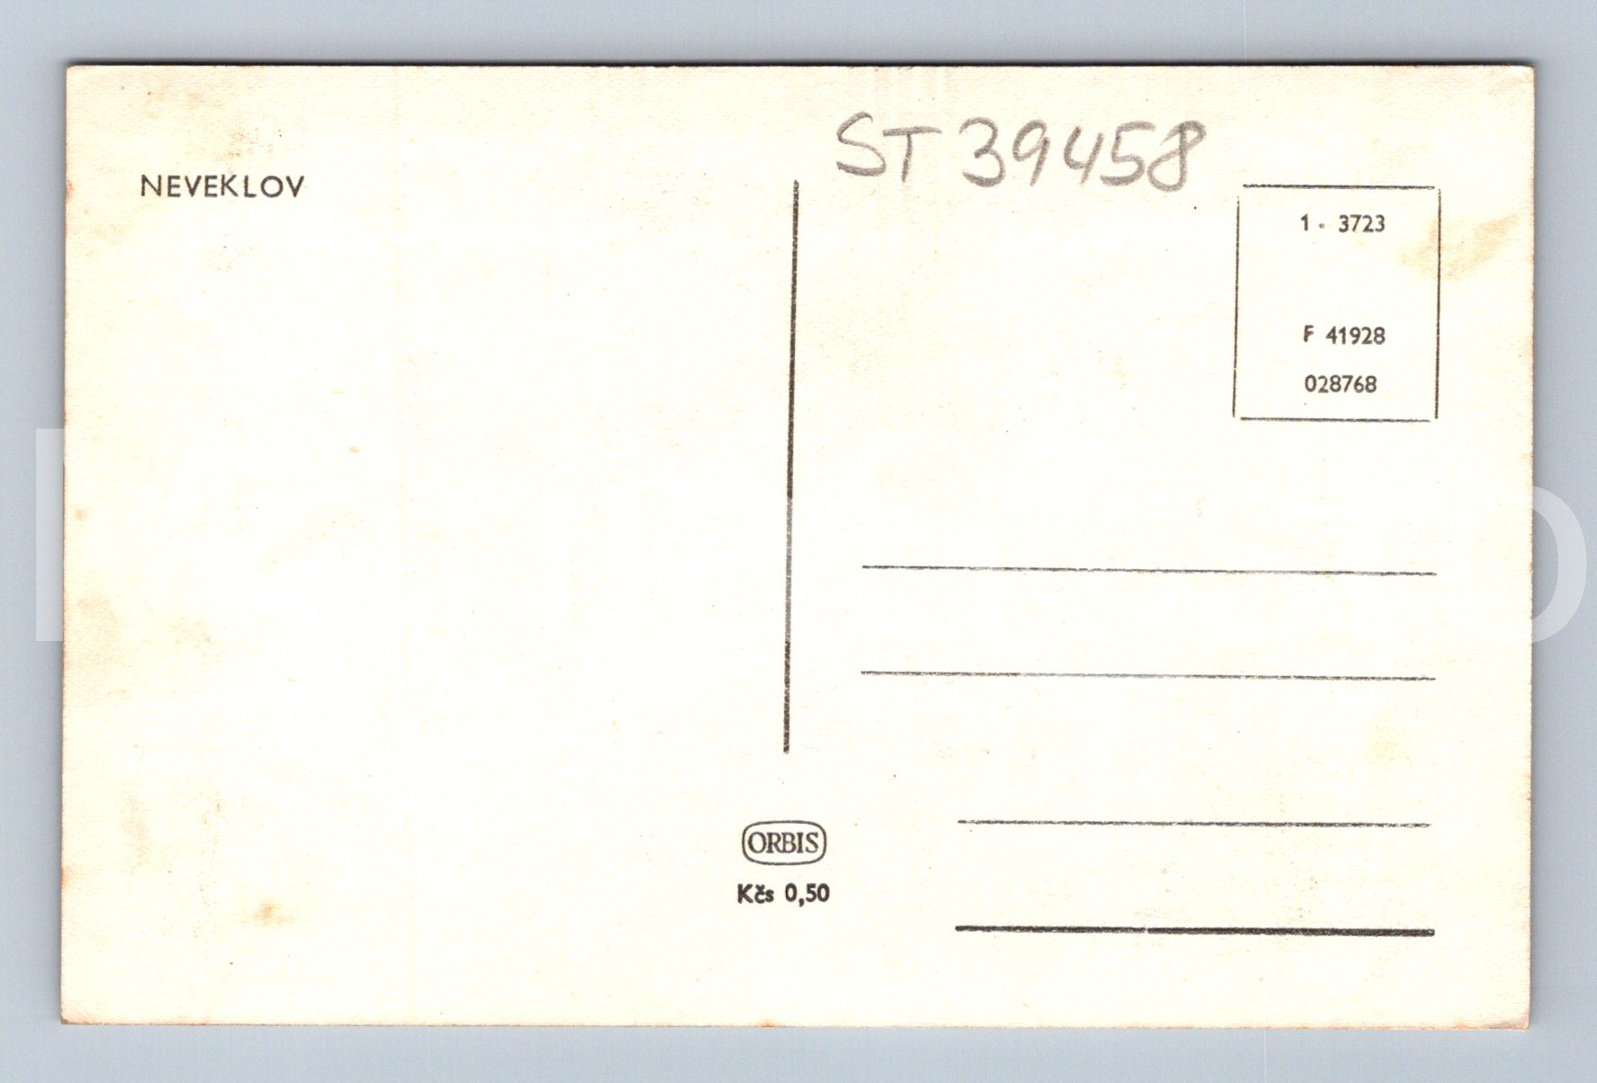 NEVEKLOV
ST 39458
1 - 3723
F 41928
028768
ORBIS
Kčs 0,50